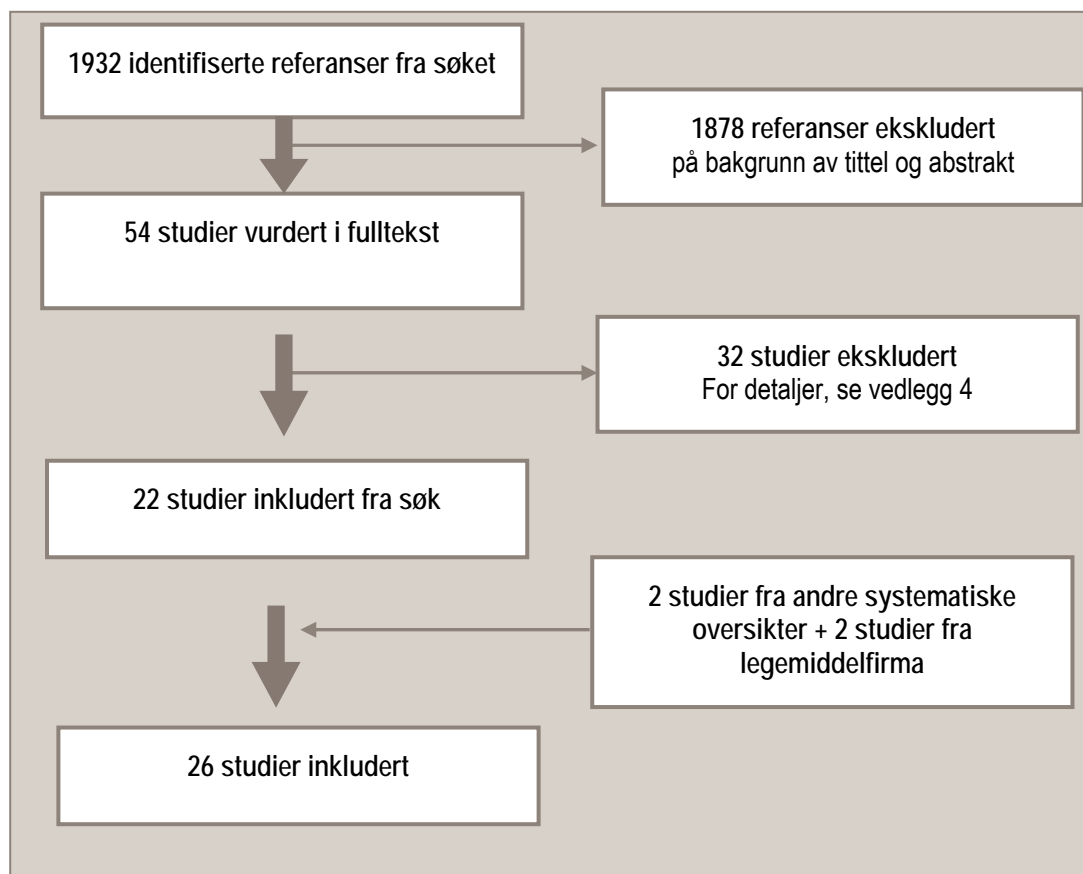 1932 identifiserte referanser fra søket
1878 referanser ekskludert
på bakgrunn av tittel og abstrakt
54 studier vurdert i fulltekst
32 studier ekskludert
For detaljer, se vedlegg 4
22 studier inkludert fra søk
2 studier fra andre systematiske
oversikter + 2 studier fra
legemiddelfirma
26 studier inkludert